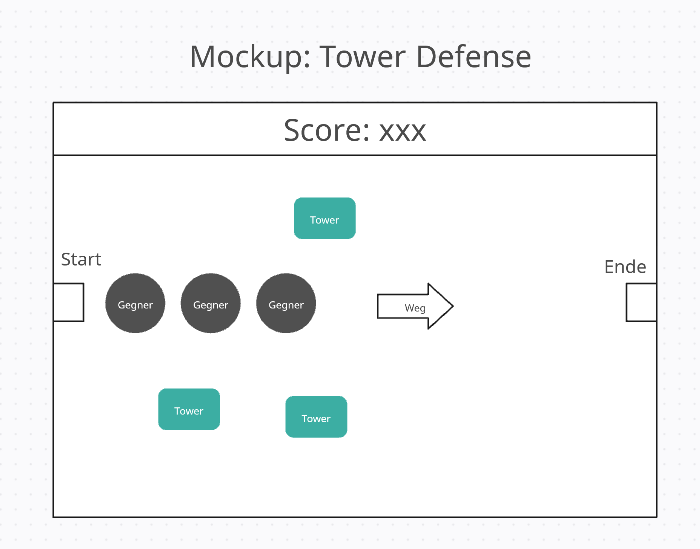 Mockup: Tower Defense
Score: xxx
Tower
Start
Ende
Gegner
Gegner
Gegner
Weg
Tower
Tower